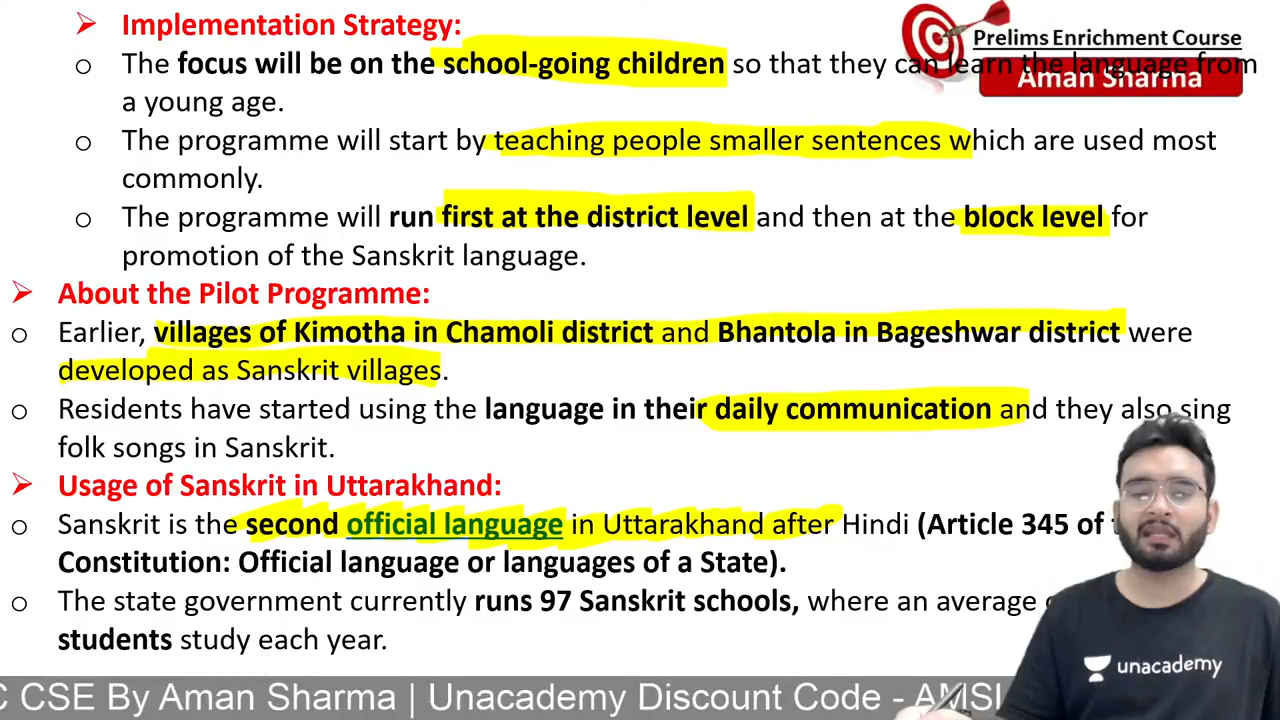 ➢ Implementation Strategy:
Prelims Enrichment Course
o The focus will be on the school-going children so that they can learn the language from
Aman Sharma
a young age.
o The programme will start by teaching people smaller sentences which are used most
commonly.
o The programme will run first at the district level and then at the block level for
promotion of the Sanskrit language.
➢ About the Pilot Programme:
o Earlier, villages of Kimotha in Chamoli district and Bhantola in Bageshwar district were
developed as Sanskrit villages.
o Residents have started using the language in their daily communication and they also sing
folk songs in Sanskrit.
➢ Usage of Sanskrit in Uttarakhand:
o Sanskrit is the second official language in Uttarakhand after Hindi (Article 345 of
Constitution: Official language or languages of a State).
o The state government currently runs 97 Sanskrit schools, where an average
students study each year.
unacademy
C CSE By Aman Sharma | Unacademy Discount Code - AMSL